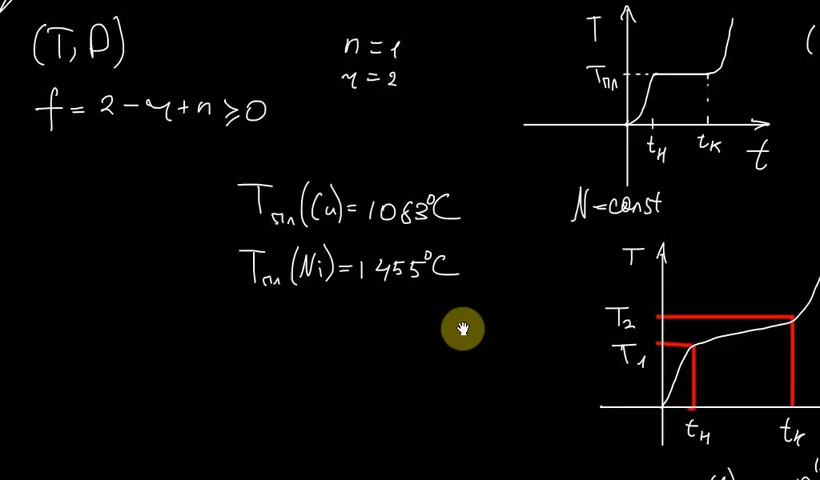 (T, P)
f = 2 - r + n ≥ 0
n = 1
r = 2
Tпл(Cu) = 1083°C
Tпл(Ni) = 1455°C
T
Tпл
tн
tк
t
N = const
T
T2
T1
tн
tк